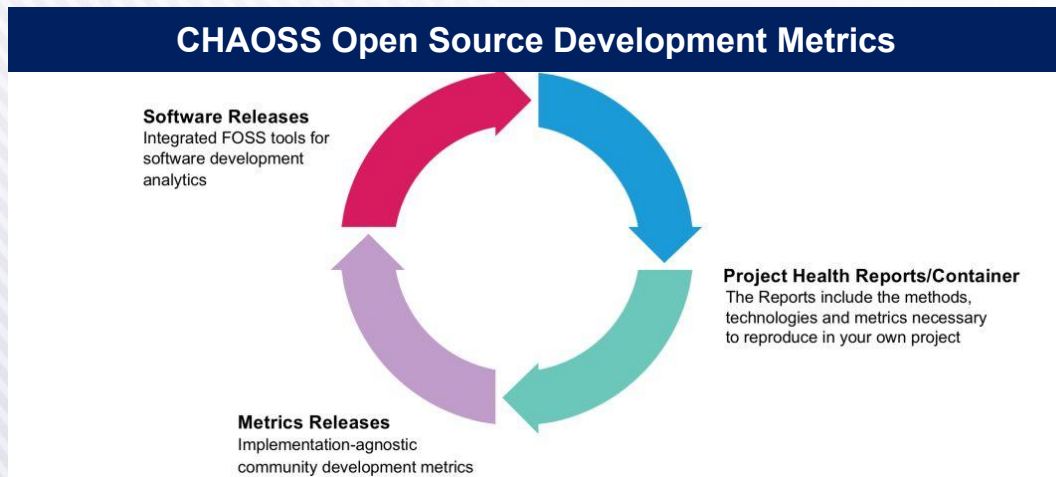 CHAOSS Open Source Development Metrics
Software Releases
Integrated FOSS tools for
software development
analytics
Project Health Reports/Container
The Reports include the methods,
technologies and metrics necessary
to reproduce in your own project
Metrics Releases
Implementation-agnostic
community development metrics